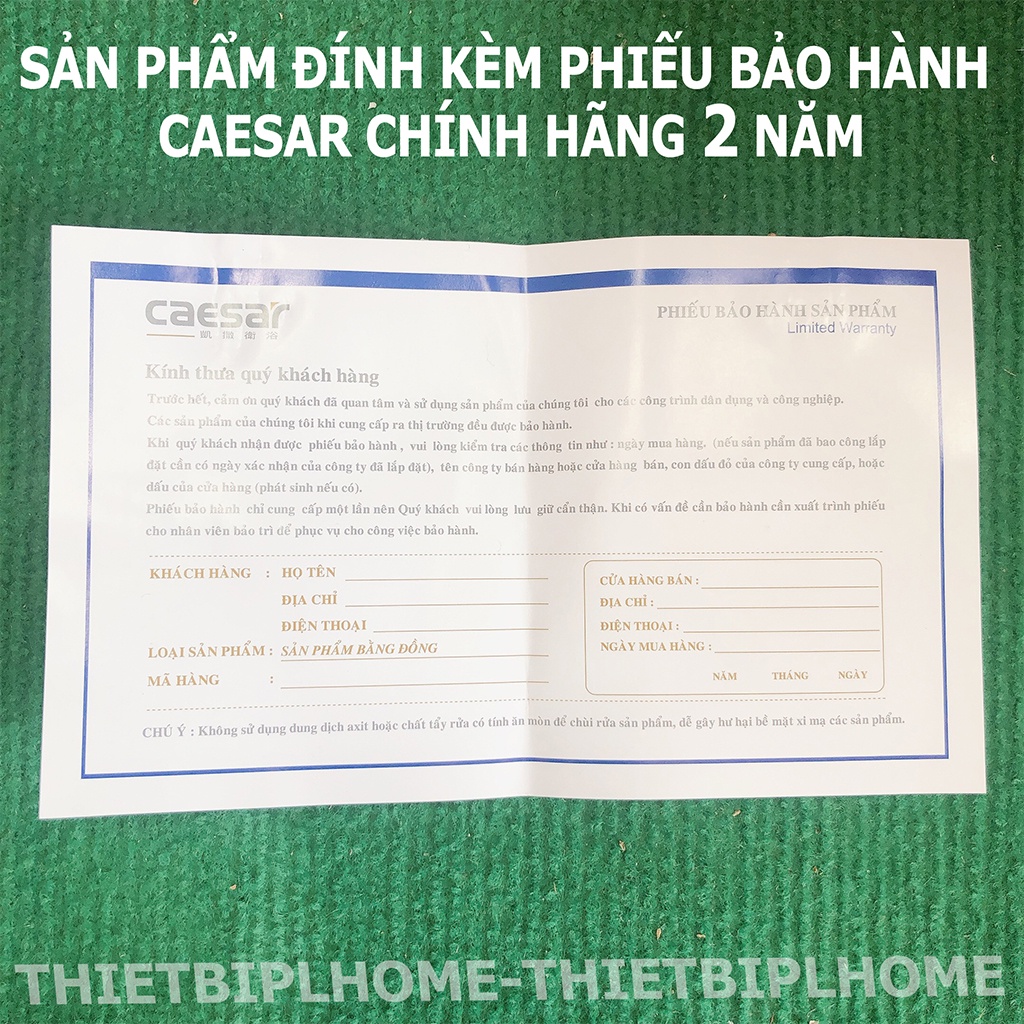 SẢN PHẨM ĐÍNH KÈM PHIẾU BẢO HÀNH
CAESAR CHÍNH HÃNG 2 NĂM
caesar
凱撒衛浴
PHIẾU BẢO HÀNH SẢN PHẨM
Limited Warranty
Kính thưa quý khách hàng
Trước hết, cảm ơn quý khách đã quan tâm và sử dụng sản phẩm của chúng tôi cho các công trình dân dụng và công nghiệp.
Các sản phẩm của chúng tôi khi cung cấp ra thị trường đều được bảo hành.
Khi quý khách nhận được phiếu bảo hành , vui lòng kiểm tra các thông tin như : ngày mua hàng. (nếu sản phẩm đã bao công lắp
đặt cần có ngày xác nhận của công ty đã lắp đặt), tên công ty bán hàng hoặc cửa hàng bán, con dấu đỏ của công ty cung cấp, hoặc
dấu của cửa hàng (phát sinh nếu có).
Phiếu bảo hành chỉ cung cấp một lần nên Quý khách vui lòng lưu giữ cẩn thận. Khi có vấn đề cần bảo hành cần xuất trình phiếu
cho nhân viên bảo trì để phục vụ cho công việc bảo hành.
KHÁCH HÀNG : HỌ TÊN
ĐỊA CHỈ
ĐIỆN THOẠI
LOẠI SẢN PHẨM : SẢN PHẨM BẰNG ĐỒNG
MÃ HÀNG :
CỬA HÀNG BÁN :
ĐỊA CHỈ :
ĐIỆN THOẠI :
NGÀY MUA HÀNG :
NĂM THÁNG NGÀY
CHÚ Ý : Không sử dụng dung dịch axit hoặc chất tẩy rửa có tính ăn mòn để chùi rửa sản phẩm, dễ gây hư hại bề mặt xi mạ các sản phẩm.
THIETBIPLHOME-THIETBIPLHOME